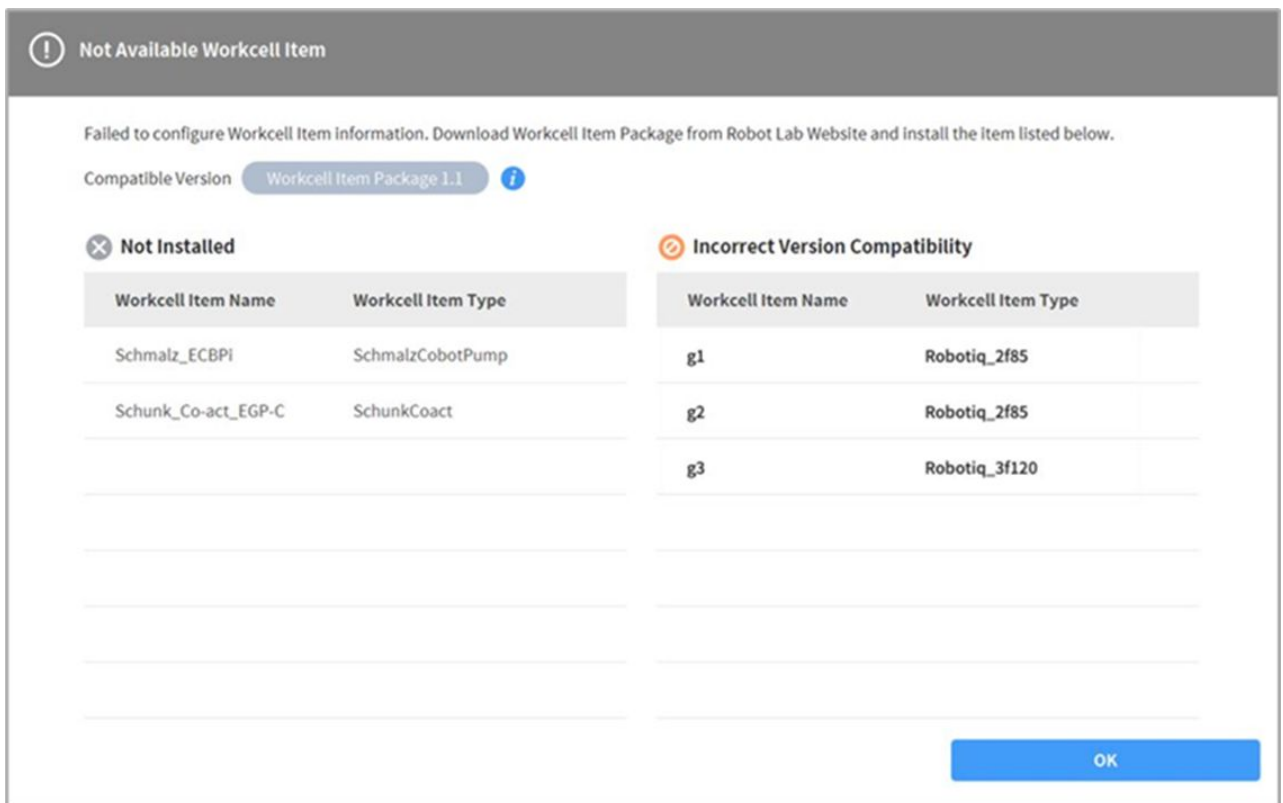 Not Available Workcell Item
Failed to configure Workcell Item information. Download Workcell Item Package from Robot Lab Website and install the item listed below.
Compatible Version Workcell Item Package 1.1
Not Installed
Workcell Item Name Workcell Item Type
Schmalz_ECBPi SchmalzCobotPump
Schunk_Co-act_EGP-C SchunkCoact
Incorrect Version Compatibility
Workcell Item Name Workcell Item Type
g1 Robotiq_2f85
g2 Robotiq_2f85
g3 Robotiq_3f120
OK